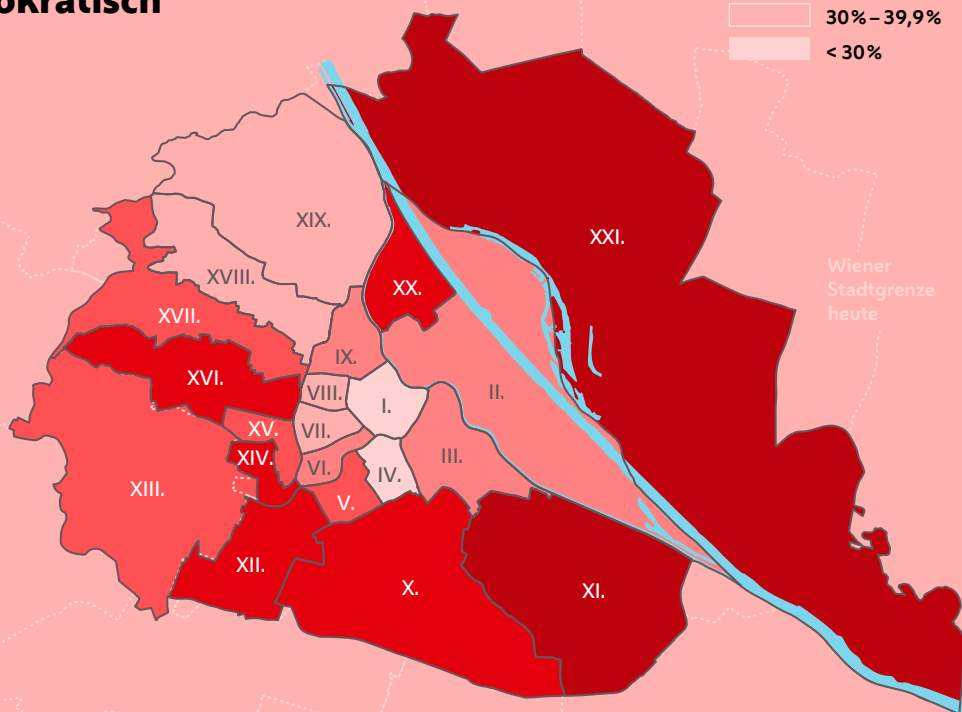 okratisch
30%–39,9%
< 30%
XIX.
XXI.
Wiener
Stadtgrenze
heute
XVIII.
XX.
XVII.
IX.
XVI.
VIII.
I.
II.
XV.
VII.
XIV.
VI.
IV.
III.
XIII.
V.
XII.
X.
XI.